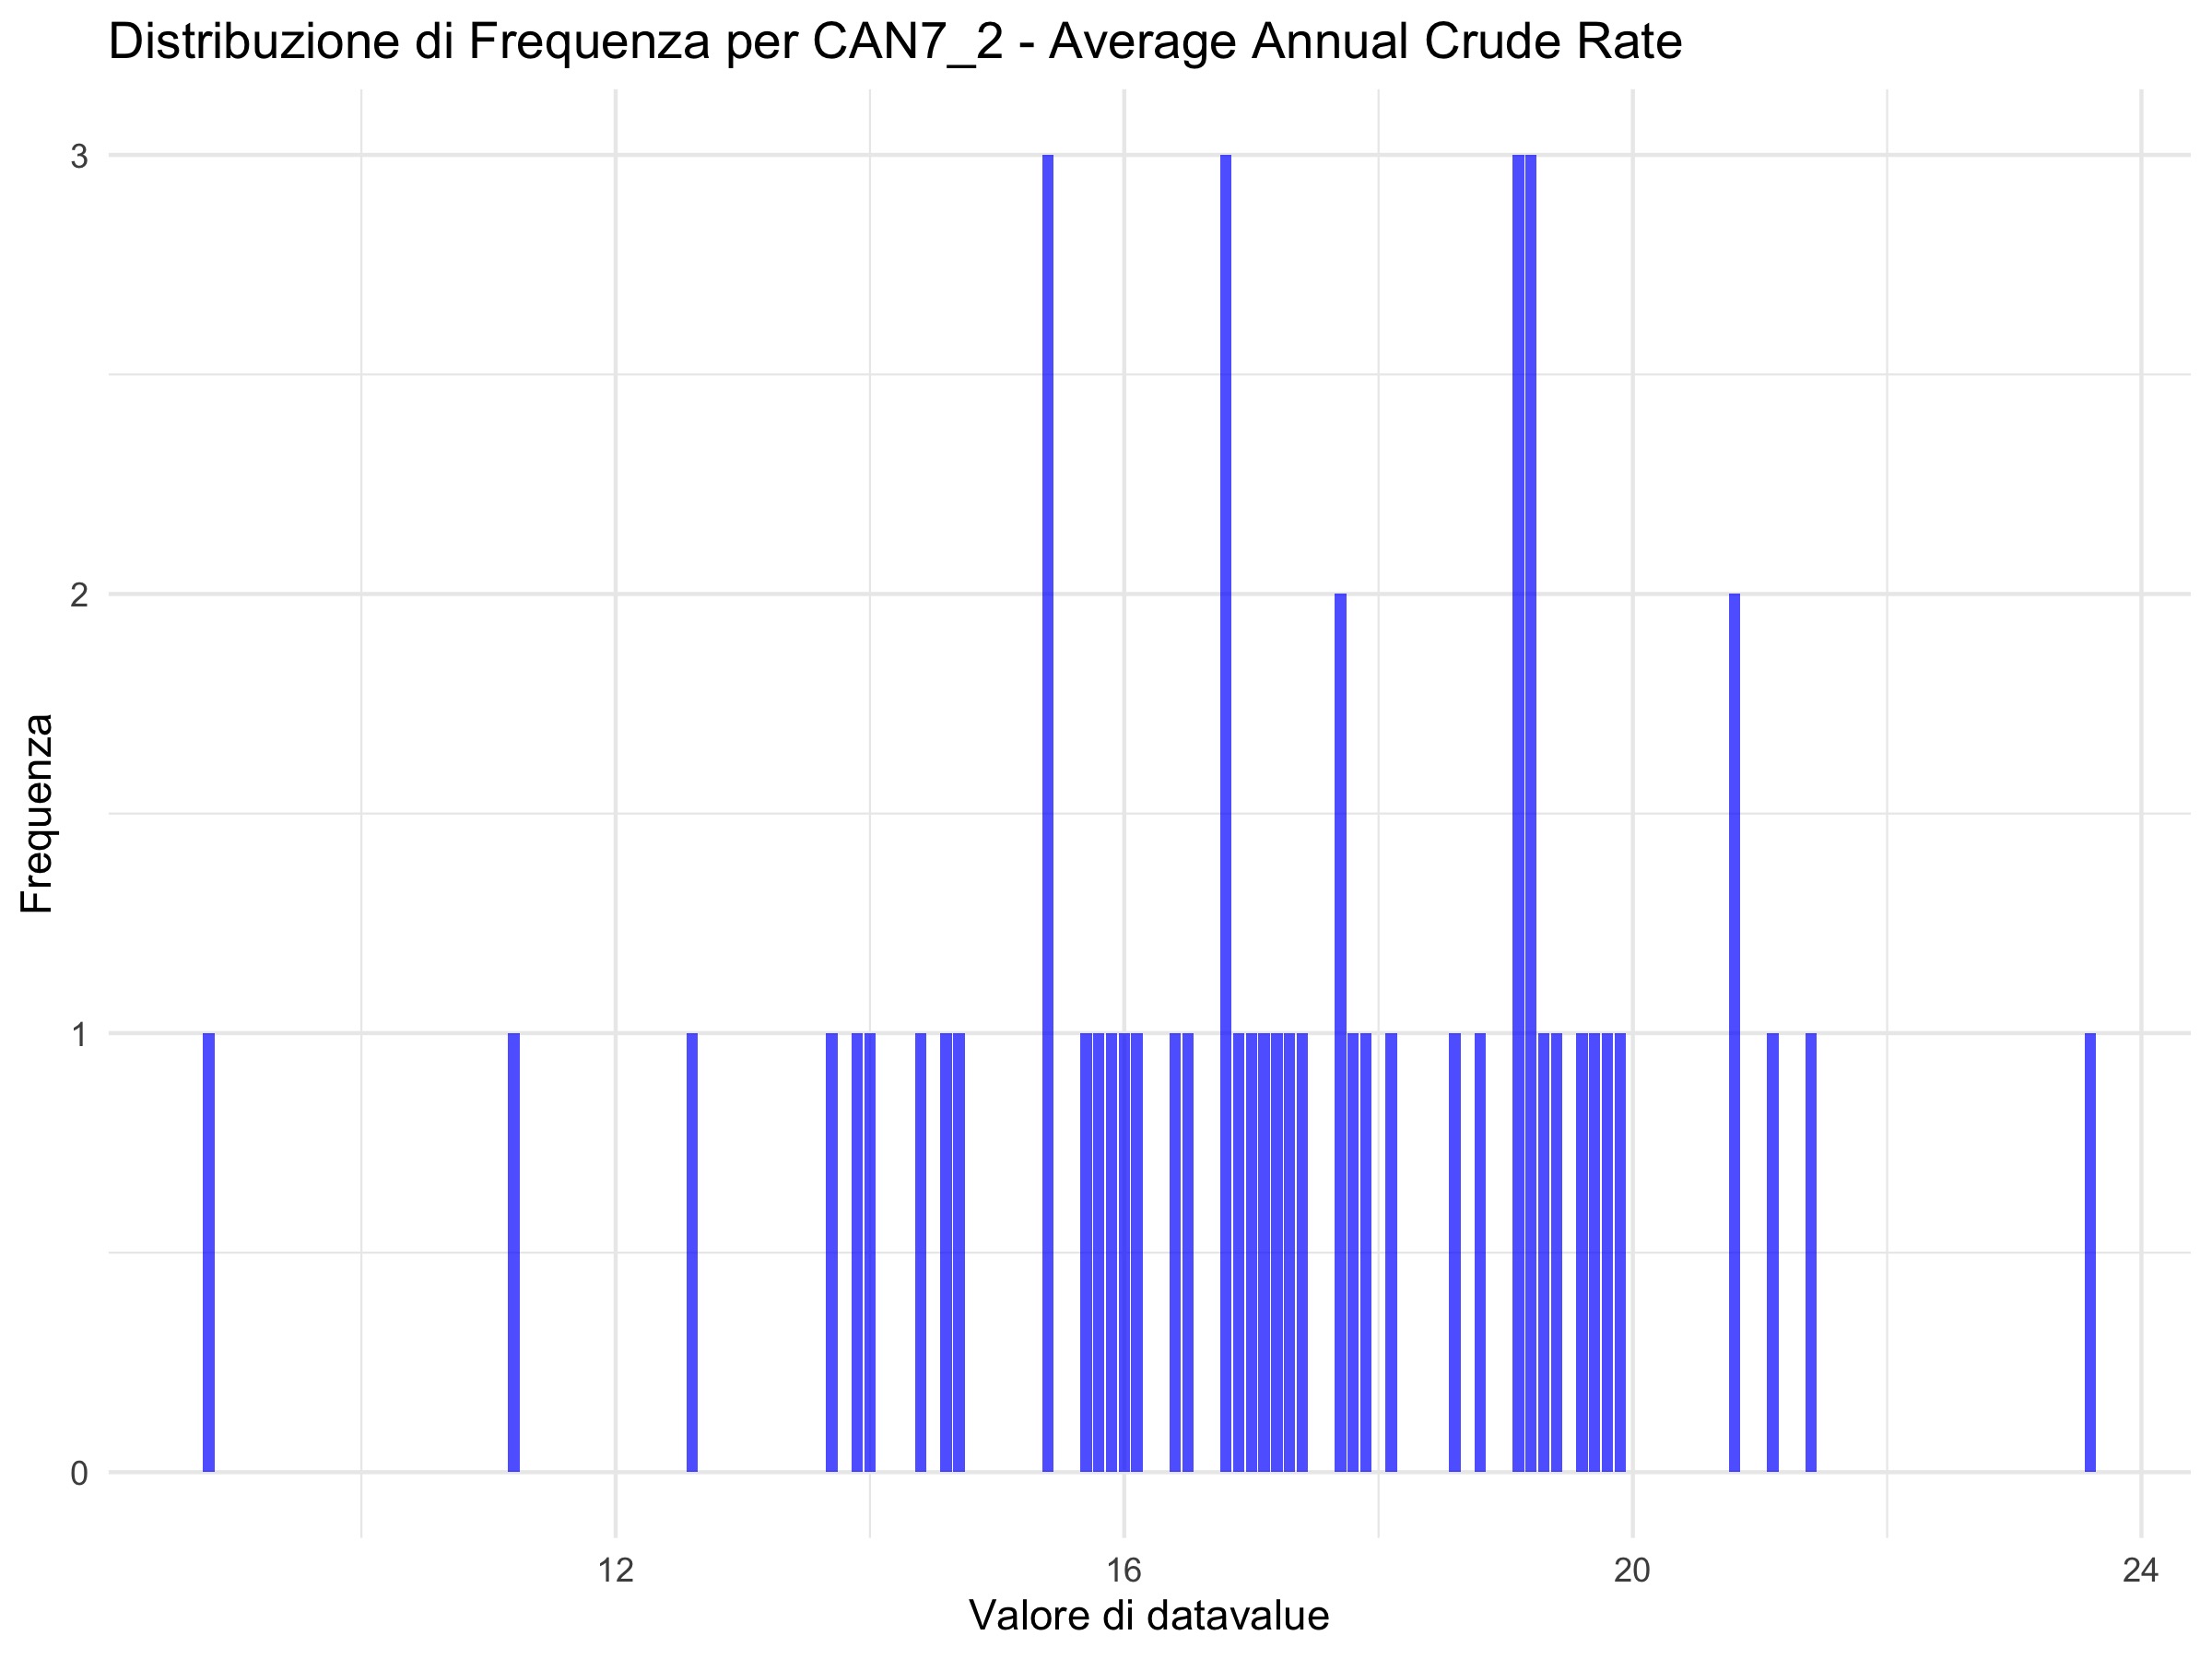 Distribuzione di Frequenza per CAN7_2 - Average Annual Crude Rate
3
2
1
0
Frequenza
12 16 20 24
Valore di datavalue